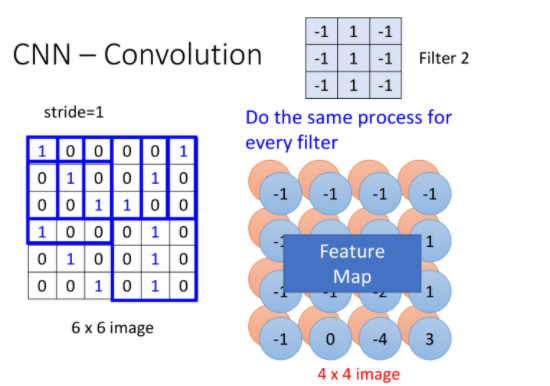 -1 1 -1
CNN – Convolution
-1 1 -1
Filter 2
-1 1 -1
stride=1
Do the same process for
every filter
1 0 0 0 0 1
0 1 0 0 1 0
0 0 1 1 0 0
1 0 0 0 1 0
0 1 0 0 1 0
0 0 1 0 1 0
6 x 6 image
-1 -1 -1 -1
1
Feature
Map
-1 -1 -2 1
-1 0 -4 3
4 x 4 image